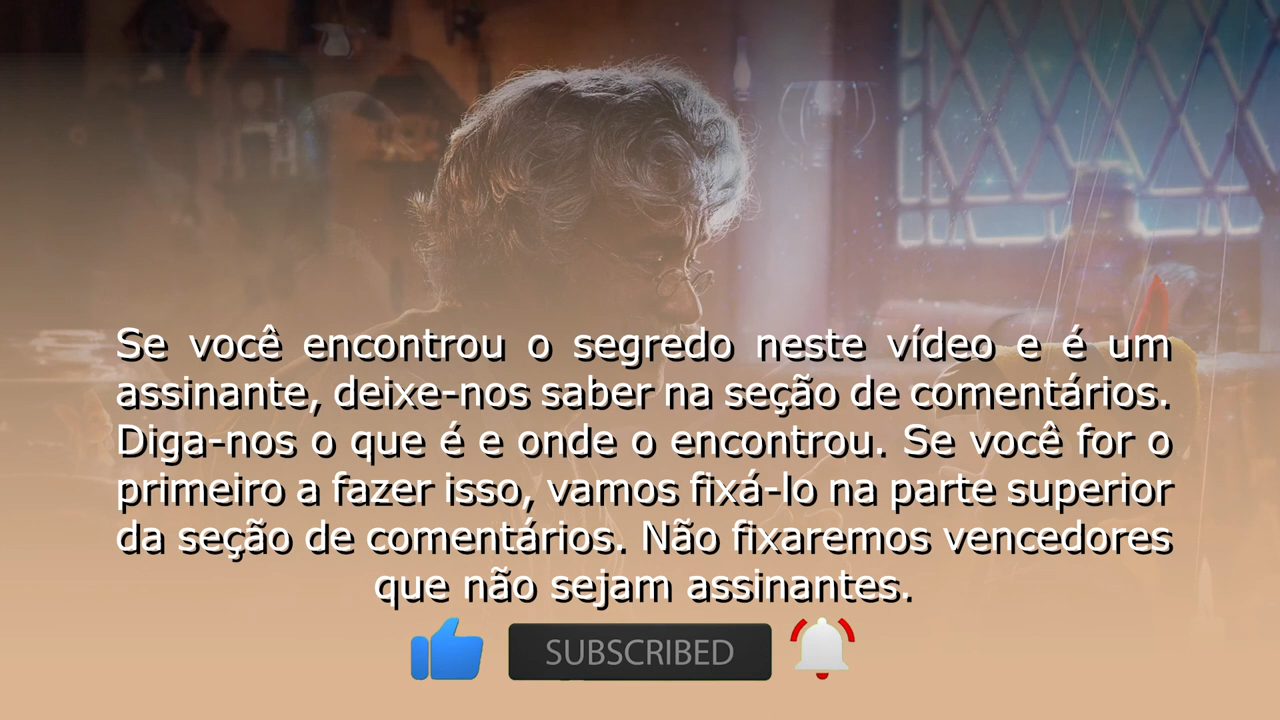 Se você encontrou o segredo neste vídeo e é um
assinante, deixe-nos saber na seção de comentários.
Diga-nos o que é e onde o encontrou. Se você for o
primeiro a fazer isso, vamos fixá-lo na parte superior
da seção de comentários. Não fixaremos vencedores
que não sejam assinantes.
SUBSCRIBED